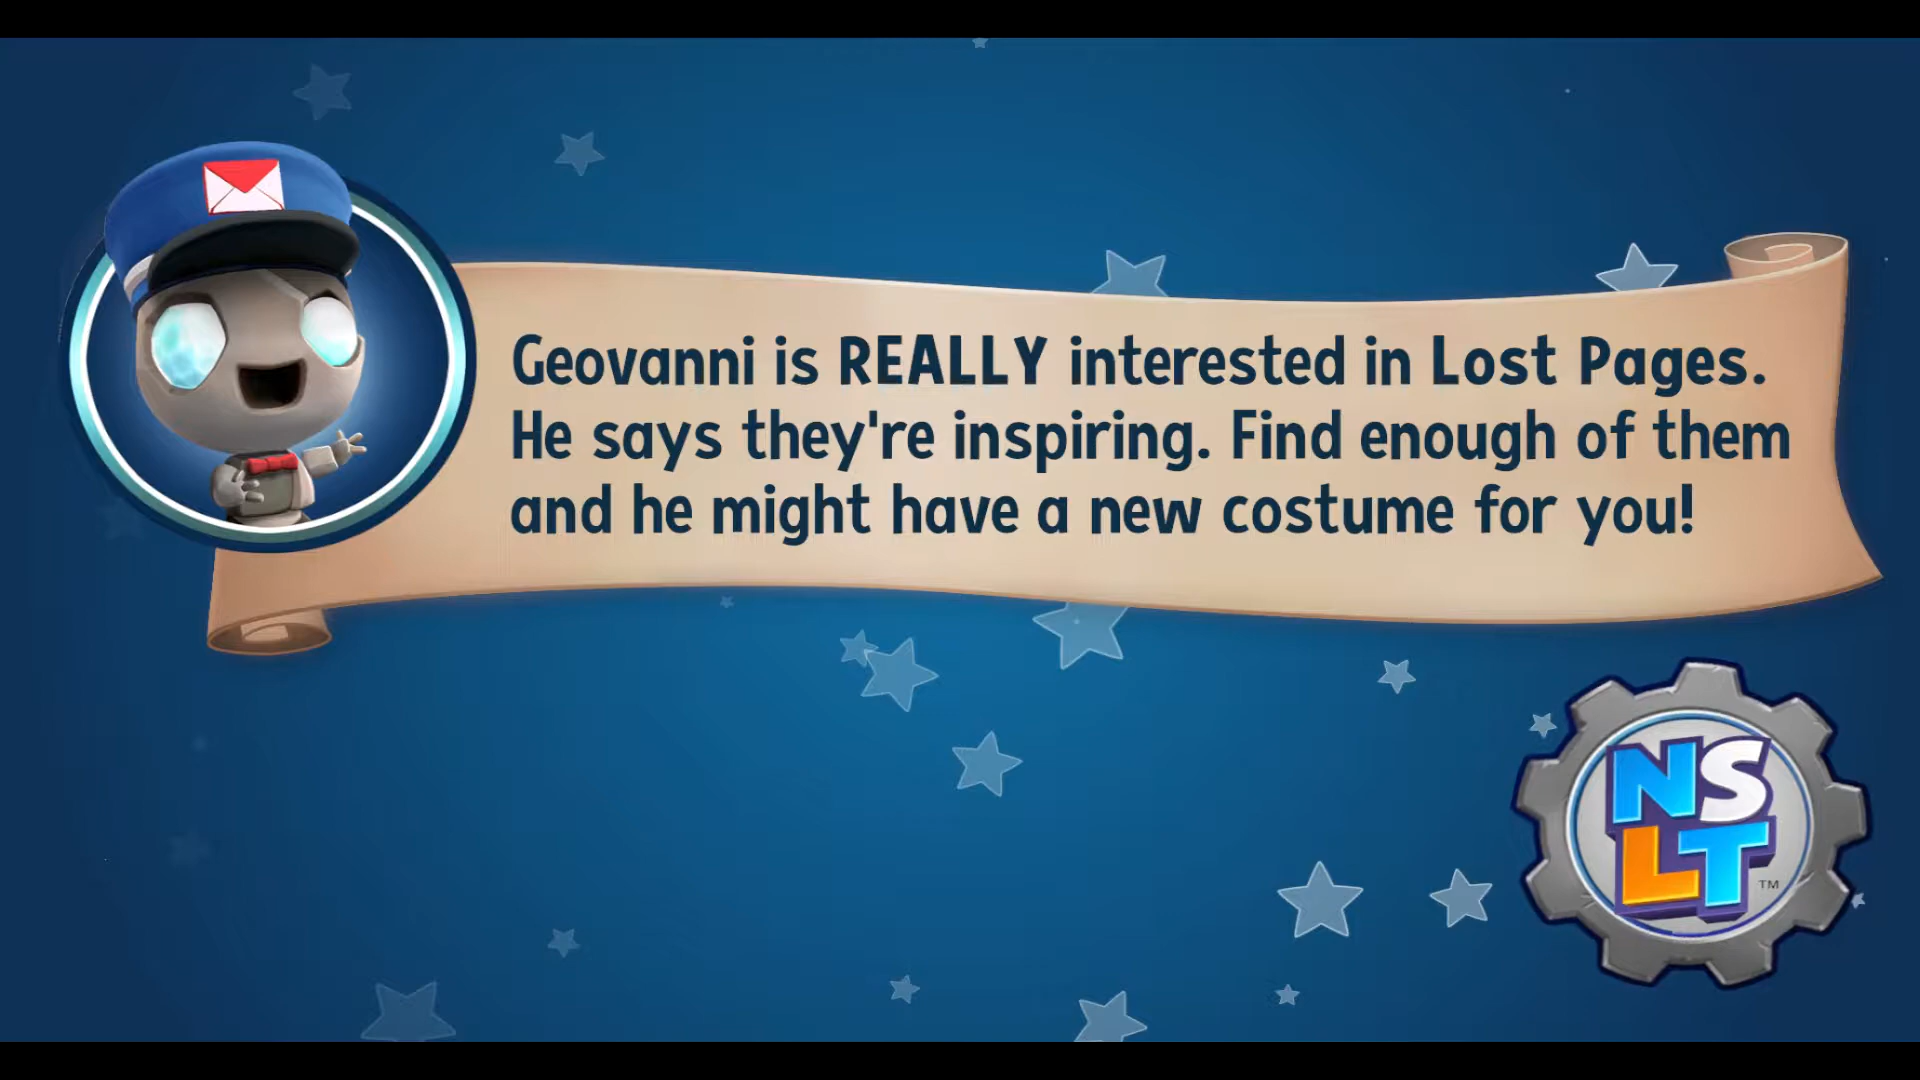 Geovanni is REALLY interested in Lost Pages.
He says they're inspiring. Find enough of them
and he might have a new costume for you!
NS
LT
TM